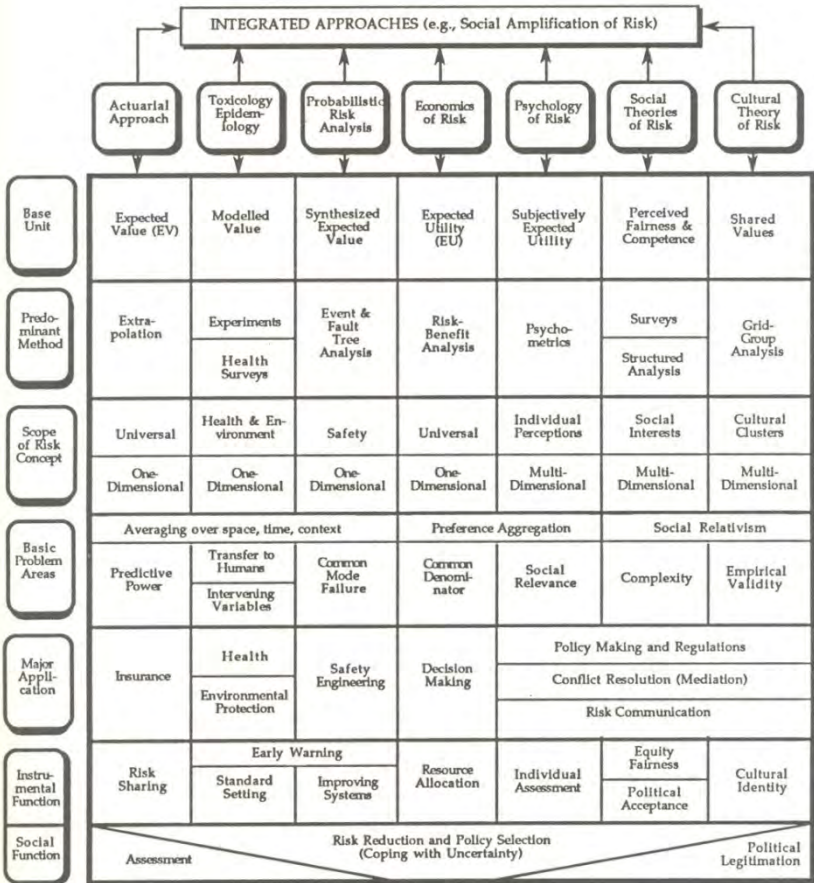 INTEGRATED APPROACHES (e.g., Social Amplification of Risk)
Actuarial
Approach
Toxicology
Epidem-
iology
Probabilistic
Risk
Analysis
Economics
of Risk
Psychology
of Risk
Social
Theories
of Risk
Cultural
Theory
of Risk
Base
Unit
Expected
Value (EV)
Modelled
Value
Synthesized
Expected
Value
Expected
Utility
(EU)
Subjectively
Expected
Utility
Perceived
Fairness &
Competence
Shared
Values
Predo-
minant
Method
Extra-
polation
Experiments
Health
Surveys
Event &
Fault
Tree
Analysis
Risk-
Benefit
Analysis
Psycho-
metrics
Surveys
Structured
Analysis
Grid-
Group
Analysis
Scope
of Risk
Concept
Universal
Health & En-
vironment
Safety
Universal
Individual
Perceptions
Social
Interests
Cultural
Clusters
One-
Dimensional
One-
Dimensional
One-
Dimensional
One-
Dimensional
Multi-
Dimensional
Multi-
Dimensional
Multi-
Dimensional
Basic
Problem
Areas
Averaging over space, time, context
Preference Aggregation
Social Relativism
Predictive
Power
Transfer to
Humans
Intervening
Variables
Common
Mode
Failure
Common
Denomi-
nator
Social
Relevance
Complexity
Empirical
Validity
Major
Appli-
cation
Insurance
Health
Environmental
Protection
Safety
Engineering
Decision
Making
Policy Making and Regulations
Conflict Resolution (Mediation)
Risk Communication
Instru-
mental
Function
Risk
Sharing
Early Warning
Standard
Setting
Improving
Systems
Resource
Allocation
Individual
Assessment
Equity
Fairness
Political
Acceptance
Cultural
Identity
Social
Function
Assessment
Risk Reduction and Policy Selection
(Coping with Uncertainty)
Political
Legitimation